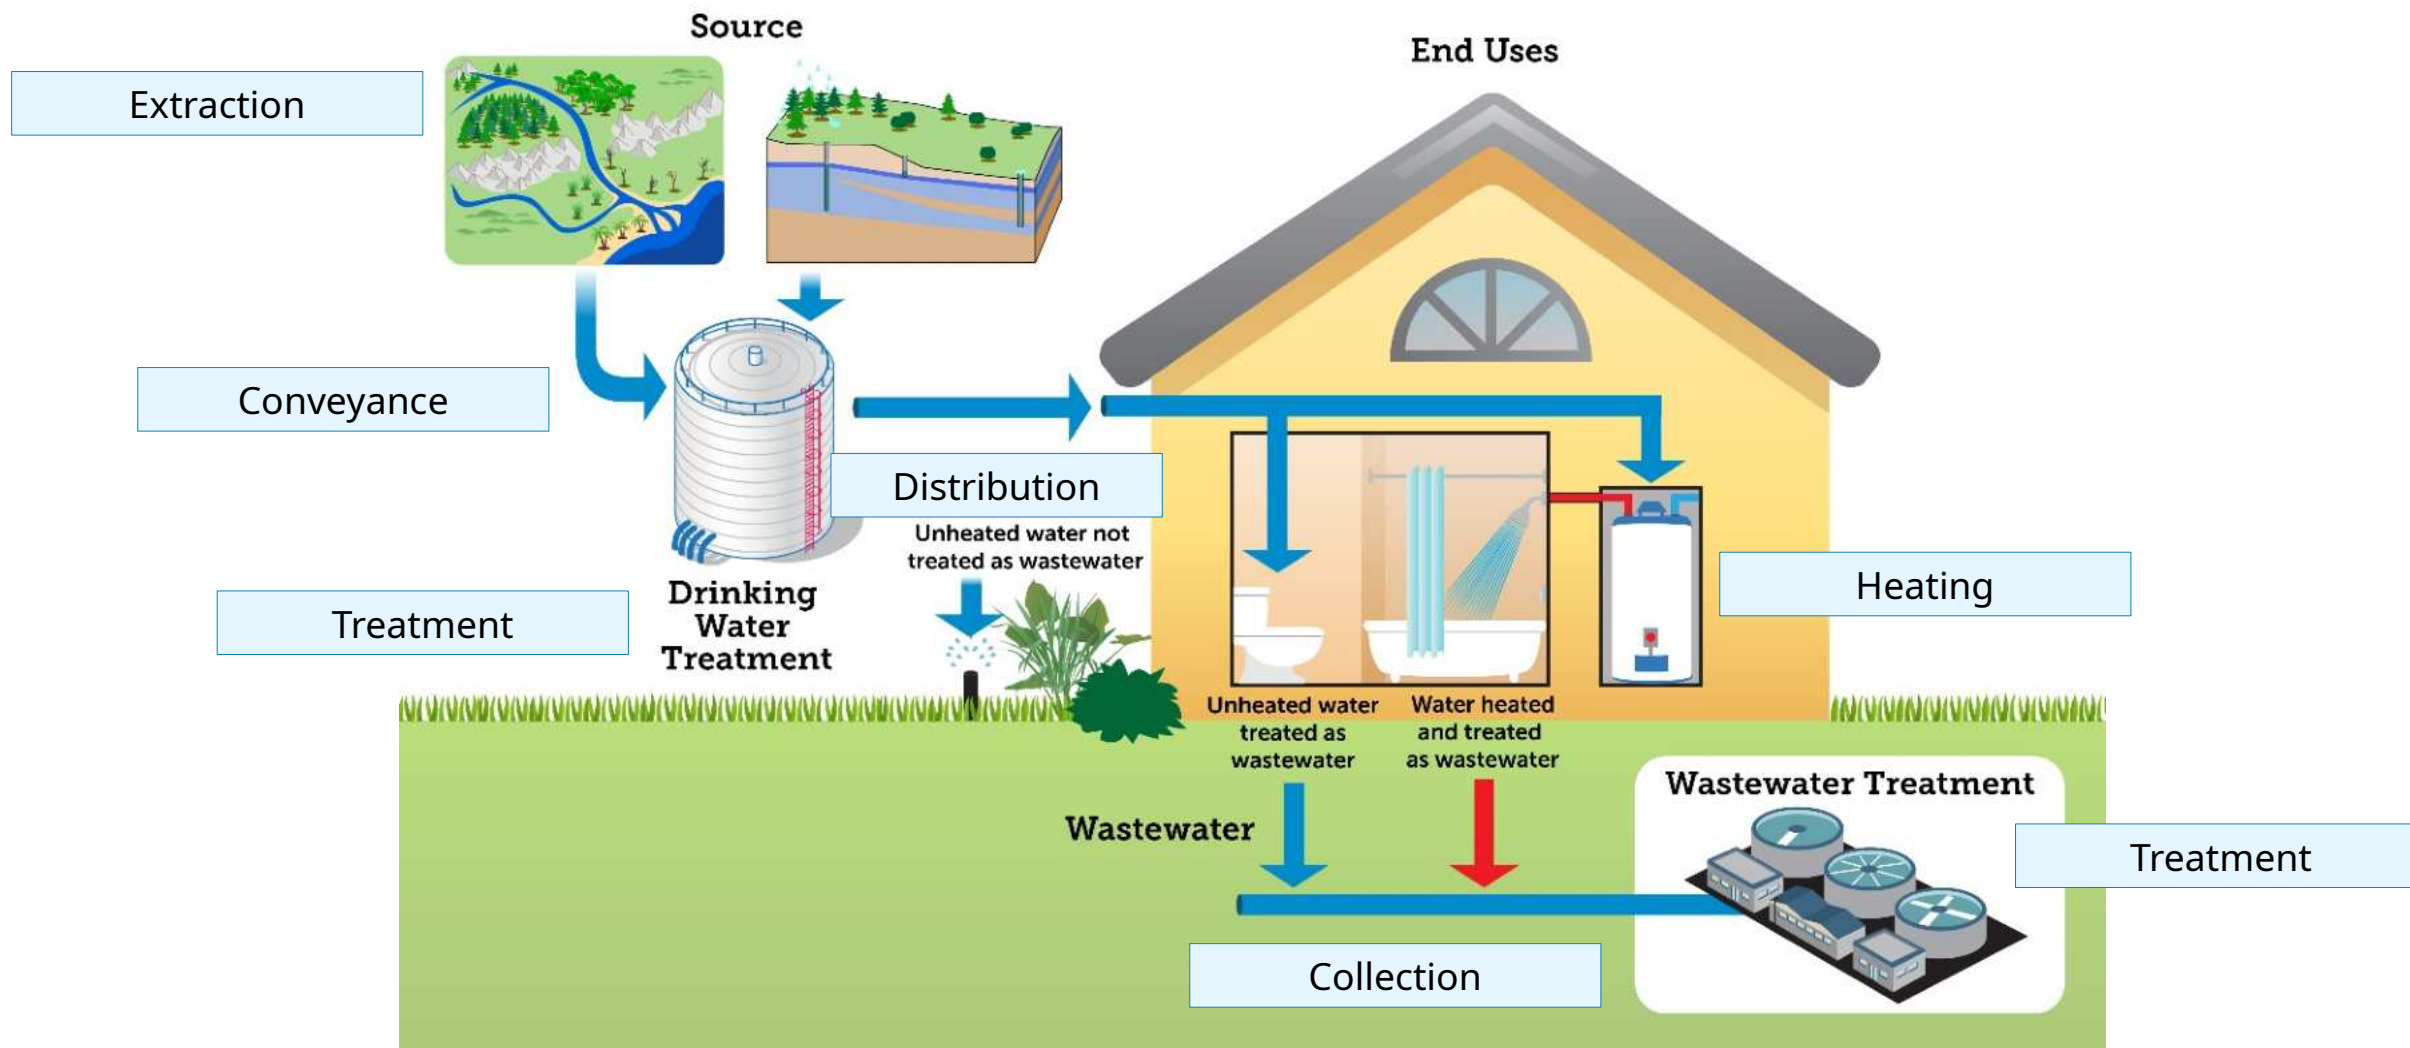 Source
End Uses
Extraction
Conveyance
Distribution
Unheated water not
treated as wastewater
Heating
Treatment
Drinking
Water
Treatment
Unheated water
treated as
wastewater
Water heated
and treated
as wastewater
Wastewater Treatment
Wastewater
Treatment
Collection